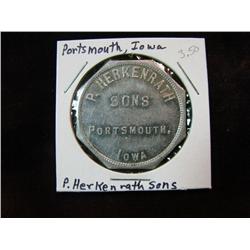 Portsmouth, Iowa
3.50
P. HERKENRATH
SONS
PORTSMOUTH,
IOWA
P. Herkenrath Sons